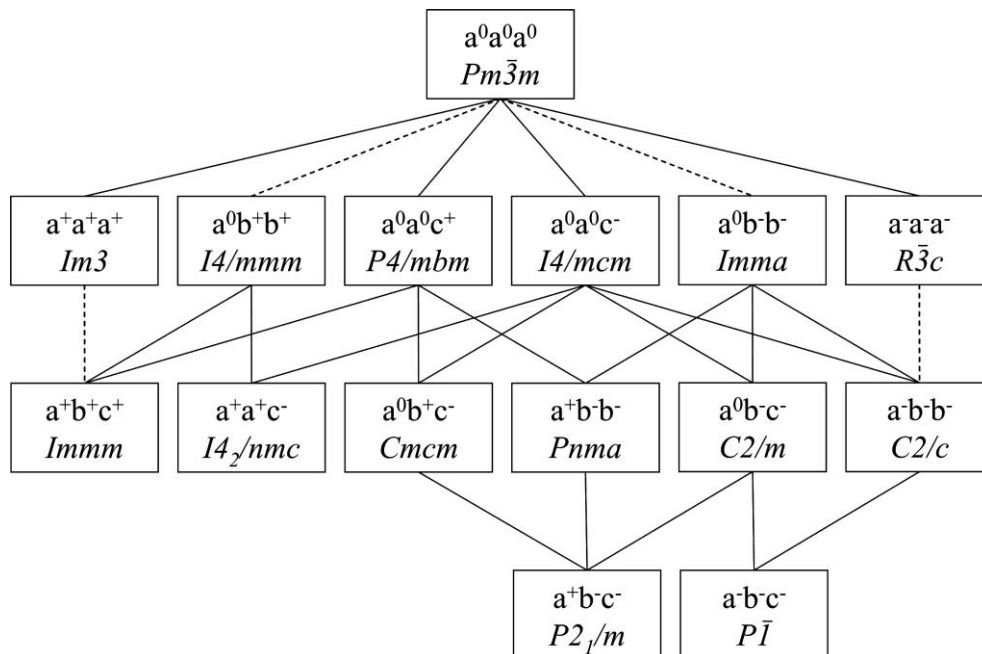 a⁰a⁰a⁰
Pm3̄m
a⁺a⁺a⁺
Im3
a⁰b⁺b⁺
I4/mmm
a⁰a⁰c⁺
P4/mbm
a⁰a⁰c⁻
I4/mcm
a⁰b⁻b⁻
Imma
a⁻a⁻a⁻
R3̄c
a⁺b⁺c⁺
Immm
a⁺a⁺c⁻
I4₂/nmc
a⁰b⁺c⁻
Cmcm
a⁺b⁻b⁻
Pnma
a⁰b⁻c⁻
C2/m
a⁻b⁻b⁻
C2/c
a⁺b⁻c⁻
P2₁/m
a⁻b⁻c⁻
P1̄